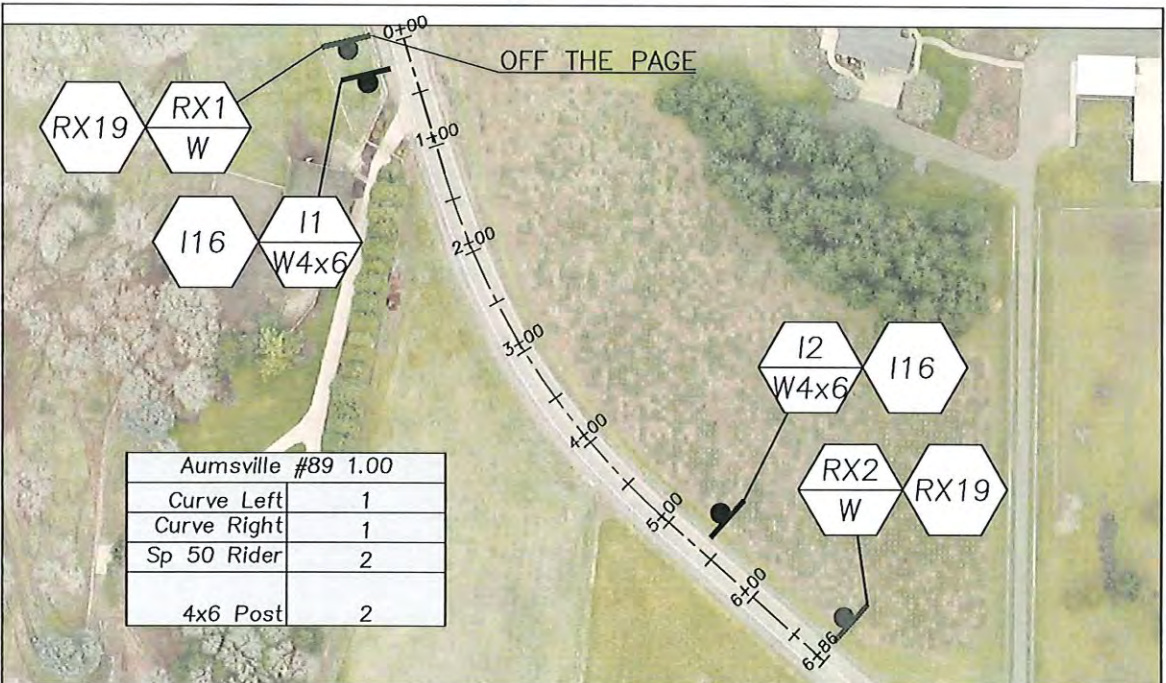 0+00
OFF THE PAGE
RX19
RX1
W
1+00
I16
I1
W4x6
2+00
3+00
I2
W4x6
I16
4+00
RX2
W
RX19
Aumsville #89 1.00
Curve Left 1
Curve Right 1
Sp 50 Rider 2
4x6 Post 2
5+00
6+00
6+86